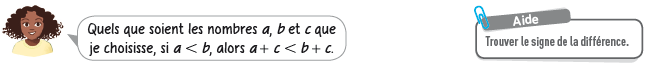 Quels que soient les nombres a, b et c que
je choisisse, si a < b, alors a + c < b + c.
Aide
Trouver le signe de la différence.